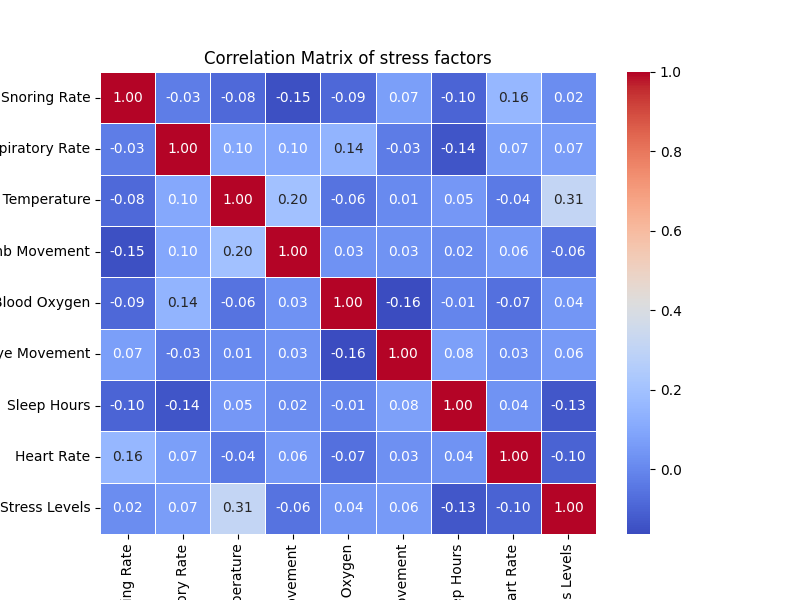 Correlation Matrix of stress factors
Snoring Rate 1.00 -0.03 -0.08 -0.15 -0.09 0.07 -0.10 0.16 0.02
piratory Rate -0.03 1.00 0.10 0.10 0.14 -0.03 -0.14 0.07 0.07
Temperature -0.08 0.10 1.00 0.20 -0.06 0.01 0.05 -0.04 0.31
nb Movement -0.15 0.10 0.20 1.00 0.03 0.03 0.02 0.06 -0.06
Blood Oxygen -0.09 0.14 -0.06 0.03 1.00 -0.16 -0.01 -0.07 0.04
ye Movement 0.07 -0.03 0.01 0.03 -0.16 1.00 0.08 0.03 0.06
Sleep Hours -0.10 -0.14 0.05 0.02 -0.01 0.08 1.00 0.04 -0.13
Heart Rate 0.16 0.07 -0.04 0.06 -0.07 0.03 0.04 1.00 -0.10
Stress Levels 0.02 0.07 0.31 -0.06 0.04 0.06 -0.13 -0.10 1.00
ing Rate
ory Rate
perature
ovement
Oxygen
ovement
ep Hours
art Rate
s Levels
1.0
0.8
0.6
0.4
0.2
0.0